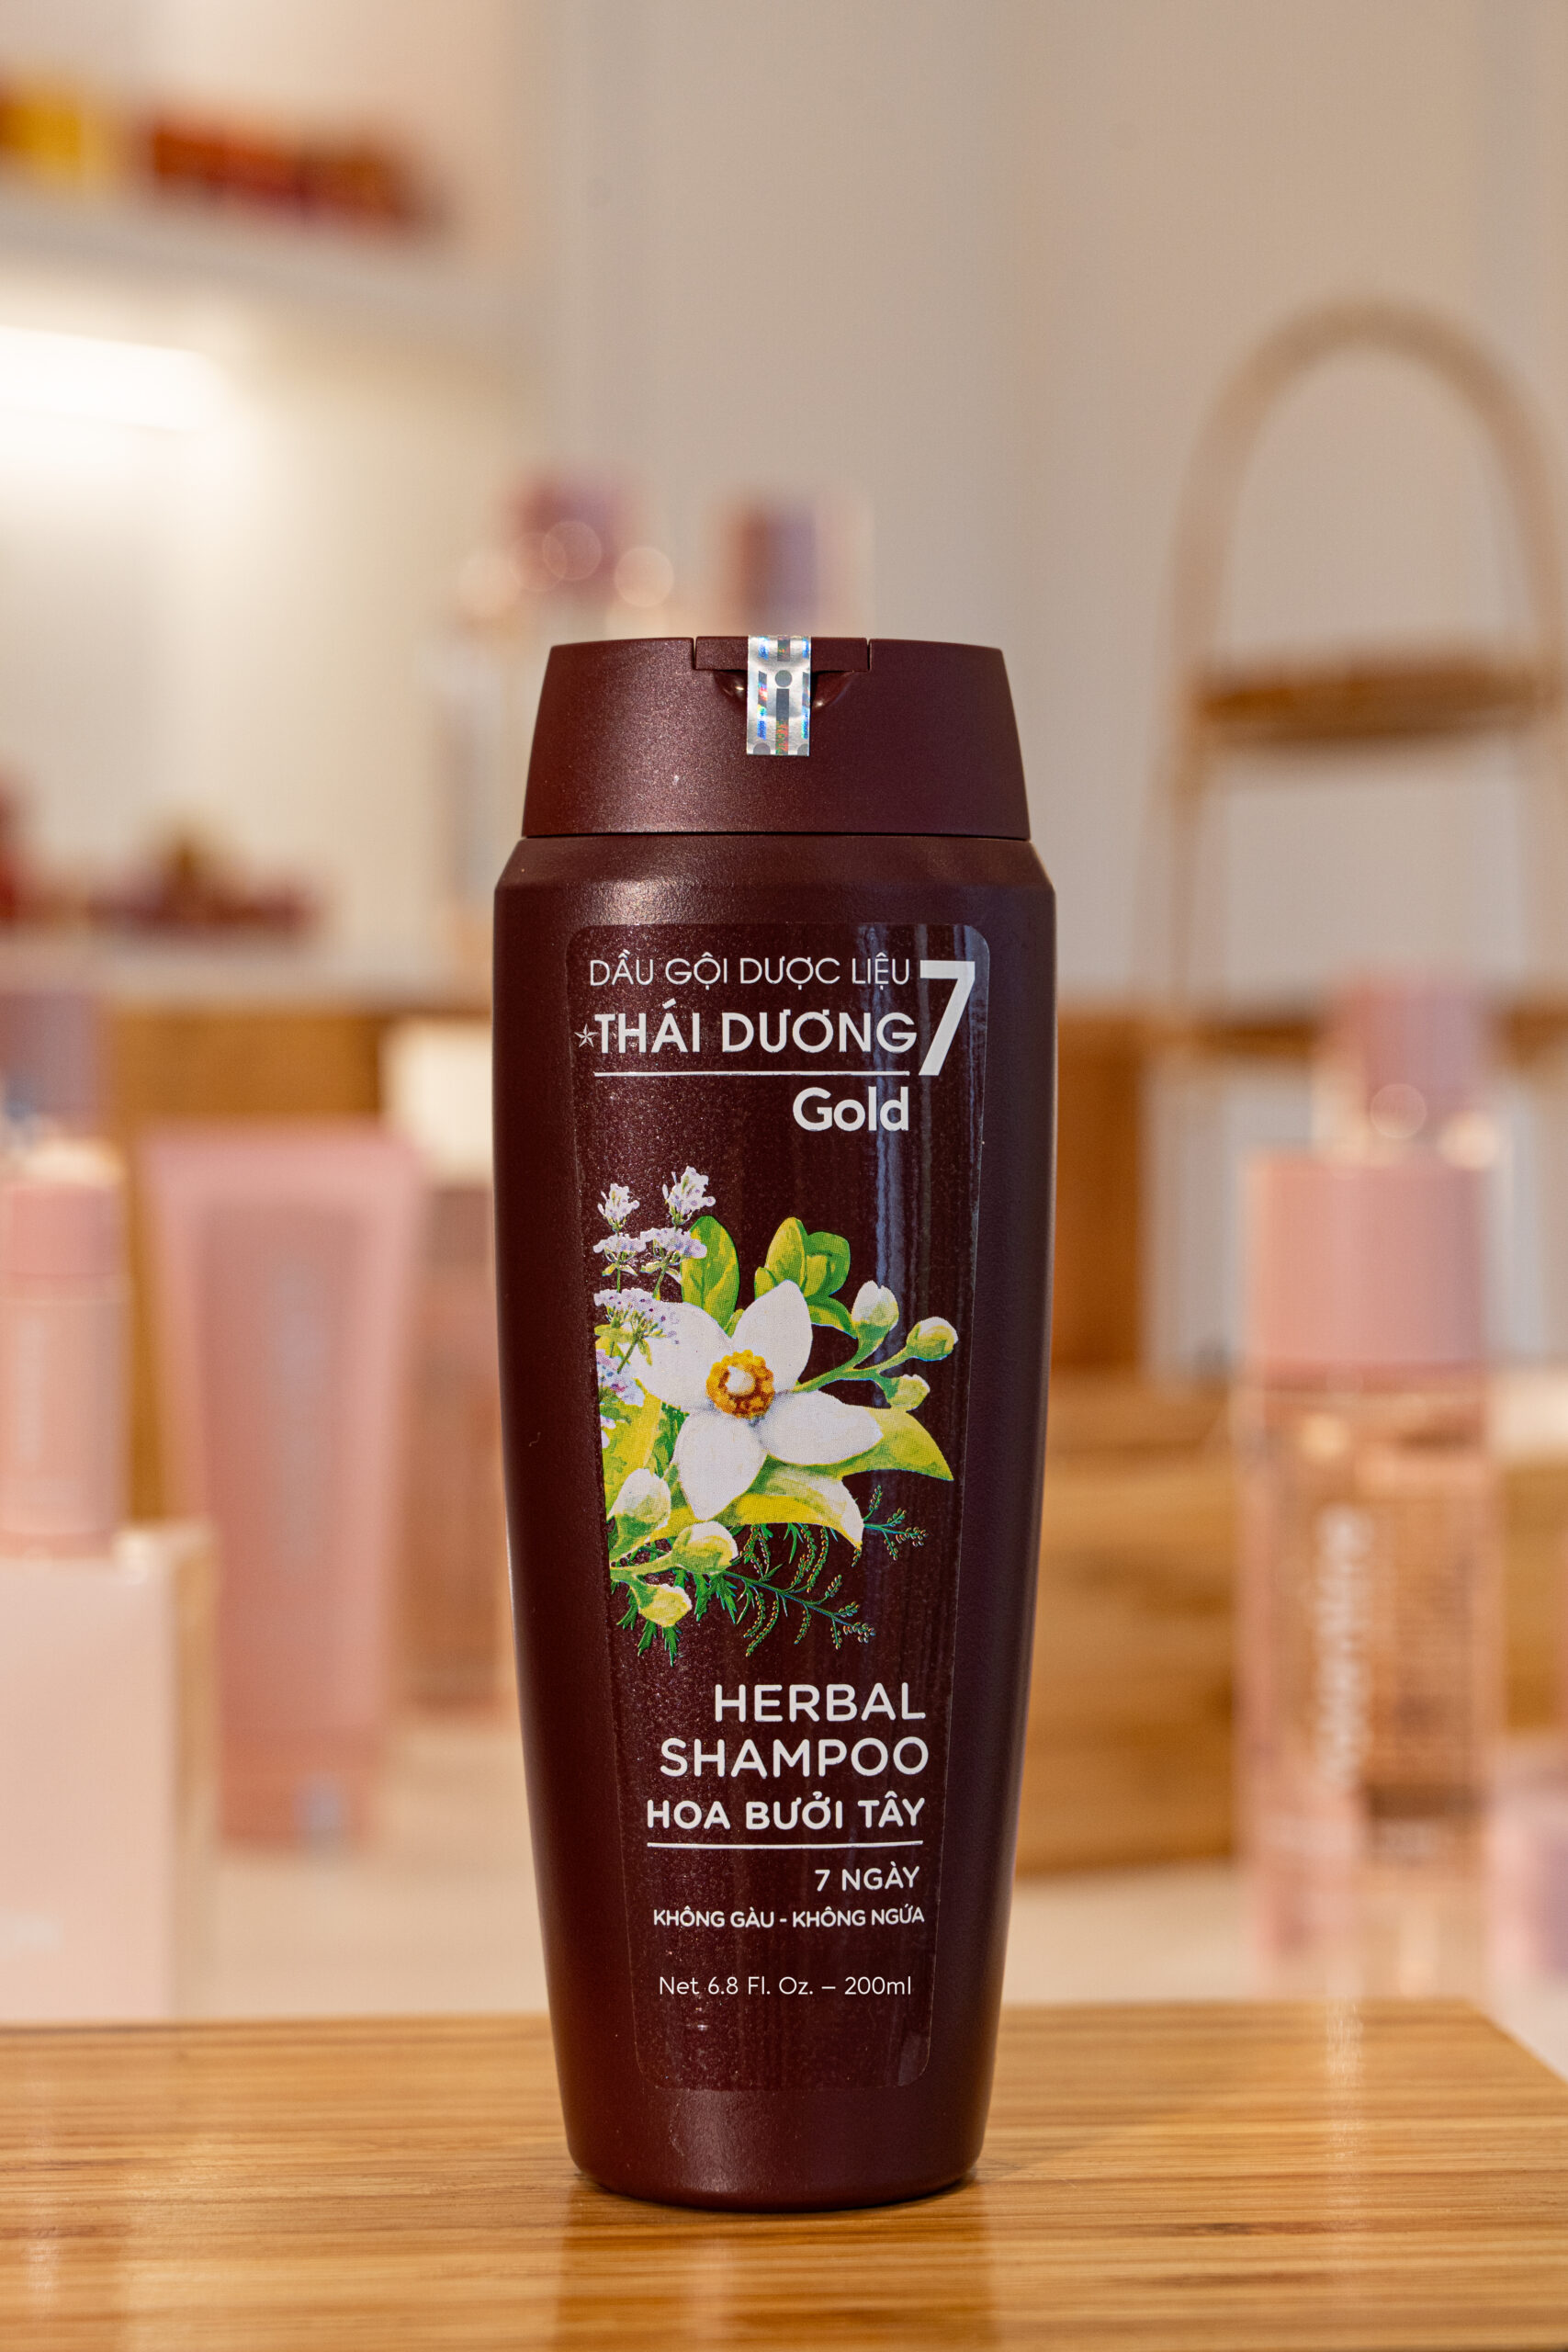 DẦU GỘI DƯỢC LIỆU 7
THÁI DƯƠNG
Gold
HERBAL
SHAMPOO
HOA BƯỞI TÂY
7 NGÀY
KHÔNG GÀU - KHÔNG NGỨA
Net 6.8 Fl. Oz. – 200ml